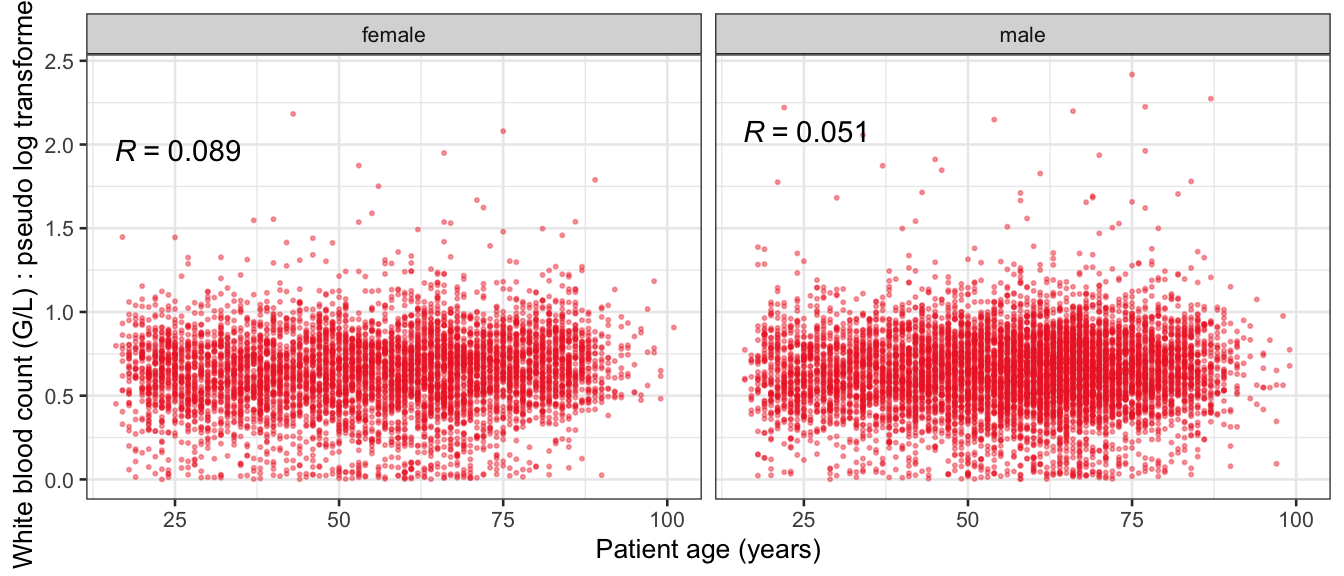 female
male
White blood count (G/L) : pseudo log transforme
2.5
2.0
1.5
1.0
0.5
0.0
R = 0.089
R = 0.051
25
50
75
100
25
50
75
100
Patient age (years)